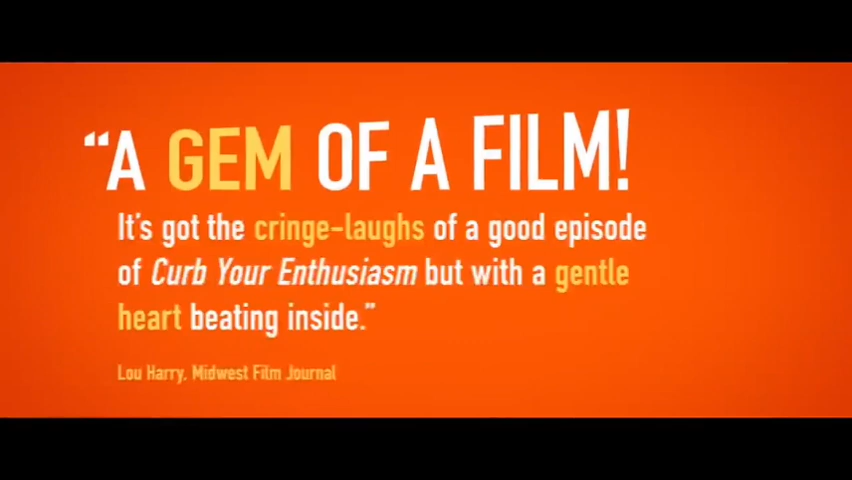 “A GEM OF A FILM!
It’s got the cringe-laughs of a good episode
of Curb Your Enthusiasm but with a gentle
heart beating inside.”
Lou Harry, Midwest Film Journal